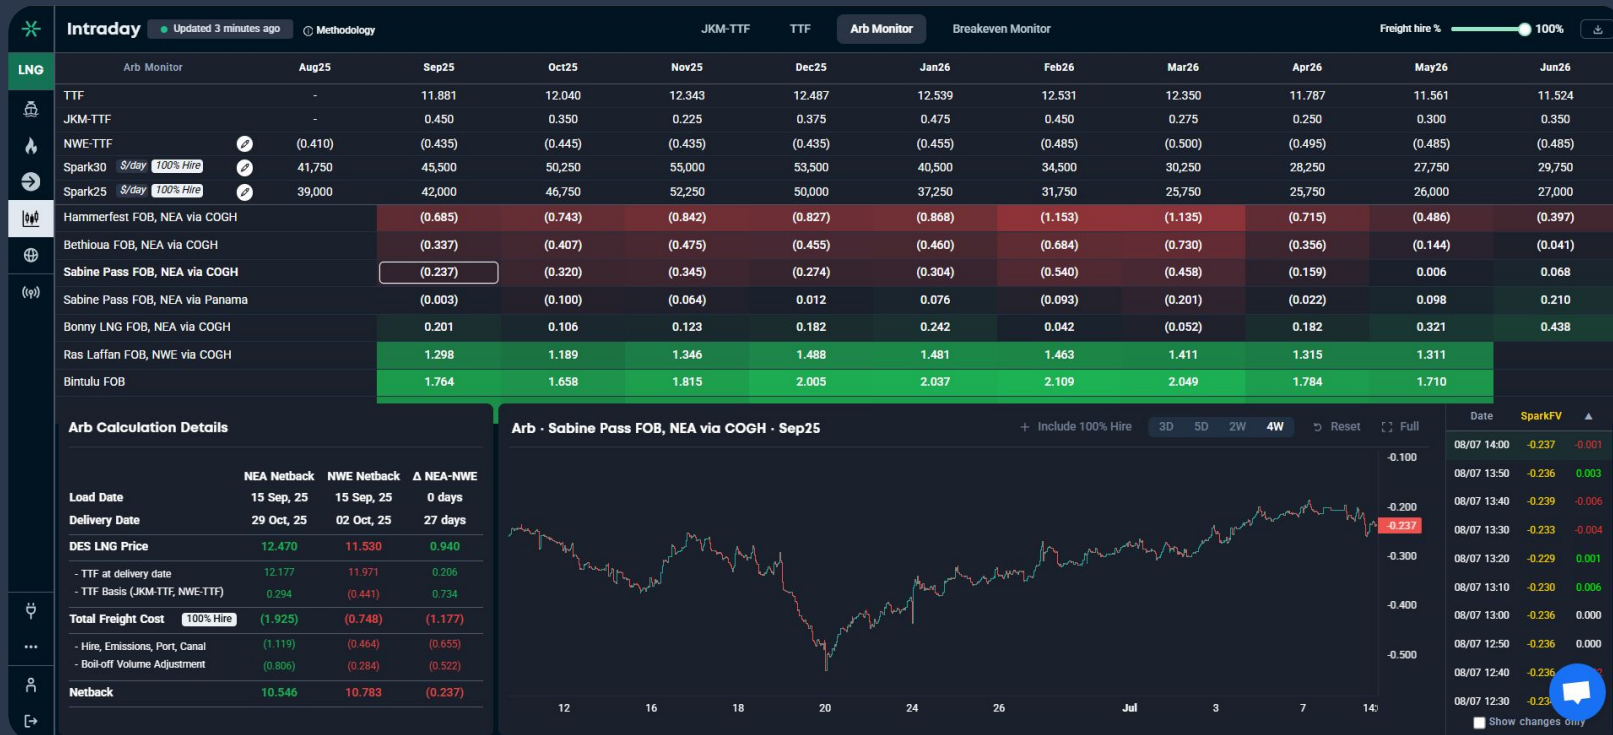 Intraday Updated 3 minutes ago Methodology JKM-TTF TTF Arb Monitor Breakeven Monitor Freight hire % 100%
LNG
Arb Monitor Aug25 Sep25 Oct25 Nov25 Dec25 Jan26 Feb26 Mar26 Apr26 May26 Jun26
TTF - 11.881 12.040 12.343 12.487 12.539 12.531 12.350 11.787 11.561 11.524
JKM-TTF - 0.450 0.350 0.225 0.375 0.475 0.450 0.275 0.250 0.300 0.350
NWE-TTF (0.410) (0.435) (0.445) (0.435) (0.435) (0.455) (0.485) (0.500) (0.495) (0.485) (0.485)
Spark30 $/day 100% Hire 41,750 45,500 50,250 55,000 53,500 40,500 34,500 30,250 28,250 27,750 29,750
Spark25 $/day 100% Hire 39,000 42,000 46,750 52,250 50,000 37,250 31,750 25,750 25,750 26,000 27,000
Hammerfest FOB, NEA via COGH (0.685) (0.743) (0.842) (0.827) (0.868) (1.153) (1.135) (0.715) (0.486) (0.397)
Bethioua FOB, NEA via COGH (0.337) (0.407) (0.475) (0.455) (0.460) (0.684) (0.730) (0.356) (0.144) (0.041)
Sabine Pass FOB, NEA via COGH (0.237) (0.320) (0.345) (0.274) (0.304) (0.540) (0.458) (0.159) 0.006 0.068
Sabine Pass FOB, NEA via Panama (0.003) (0.100) (0.064) 0.012 0.076 (0.093) (0.201) (0.022) 0.098 0.210
Bonny LNG FOB, NEA via COGH 0.201 0.106 0.123 0.182 0.242 0.042 (0.052) 0.182 0.321 0.438
Ras Laffan FOB, NWE via COGH 1.298 1.189 1.346 1.488 1.481 1.463 1.411 1.315 1.311
Bintulu FOB 1.764 1.658 1.815 2.005 2.037 2.109 2.049 1.784 1.710
Arb Calculation Details
NEA Netback NWE Netback Δ NEA-NWE
Load Date 15 Sep, 25 15 Sep, 25 0 days
Delivery Date 29 Oct, 25 02 Oct, 25 27 days
DES LNG Price 12.470 11.530 0.940
- TTF at delivery date 12.177 11.971 0.206
- TTF Basis (JKM-TTF, NWE-TTF) 0.294 (0.441) 0.734
Total Freight Cost 100% Hire (1.925) (0.748) (1.177)
- Hire, Emissions, Port, Canal (1.119) (0.464) (0.655)
- Boil-off Volume Adjustment (0.806) (0.284) (0.522)
Netback 10.546 10.783 (0.237)
Arb · Sabine Pass FOB, NEA via COGH · Sep25 + Include 100% Hire 3D 5D 2W 4W Reset Full
-0.100
-0.200
-0.237
-0.300
-0.400
-0.500
12 16 18 20 24 26 Jul 3 7 14:
Date SparkFV ▲
08/07 14:00 -0.237 -0.001
08/07 13:50 -0.236 0.003
08/07 13:40 -0.239 -0.006
08/07 13:30 -0.233 -0.004
08/07 13:20 -0.229 0.001
08/07 13:10 -0.230 0.006
08/07 13:00 -0.236 0.000
08/07 12:50 -0.236 0.000
08/07 12:40 -0.236
08/07 12:30
Show changes only